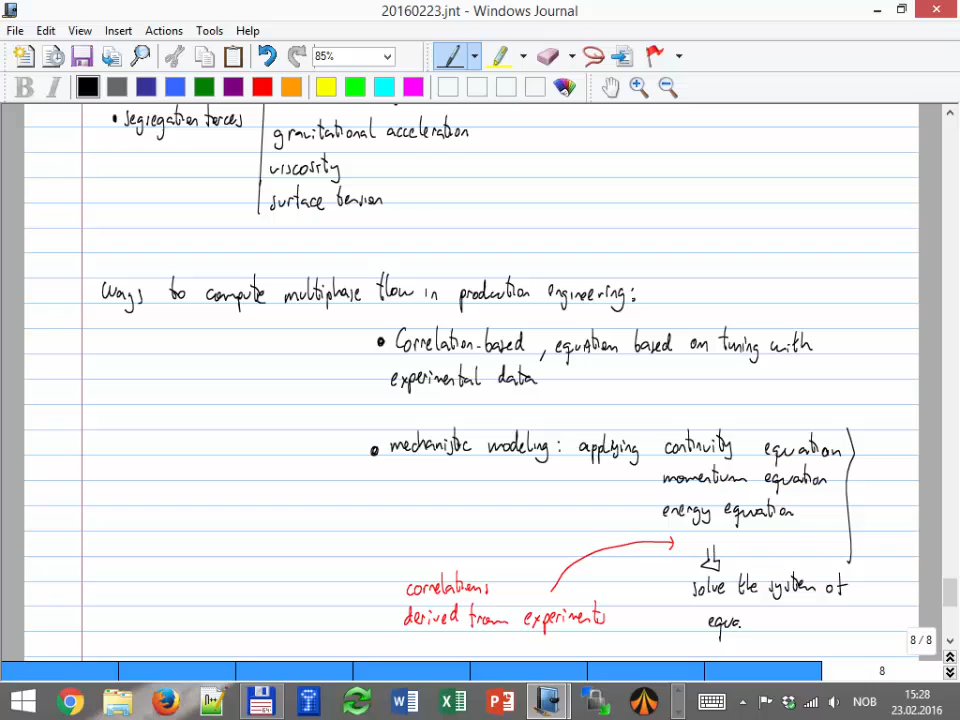 20160223.jnt - Windows Journal
File Edit View Insert Actions Tools Help
85%
B I
• segregation forces
gravitational acceleration
viscosity
surface tension
Ways to compute multiphase flow in production engineering:
• Correlation-based, equation based on tuning with
experimental data
• mechanistic modeling: applying continuity equation
momentum equation
energy equation
correlations
derived from experiments
solve the system of
equa.
8 / 8
8
NOB
15:28
23.02.2016